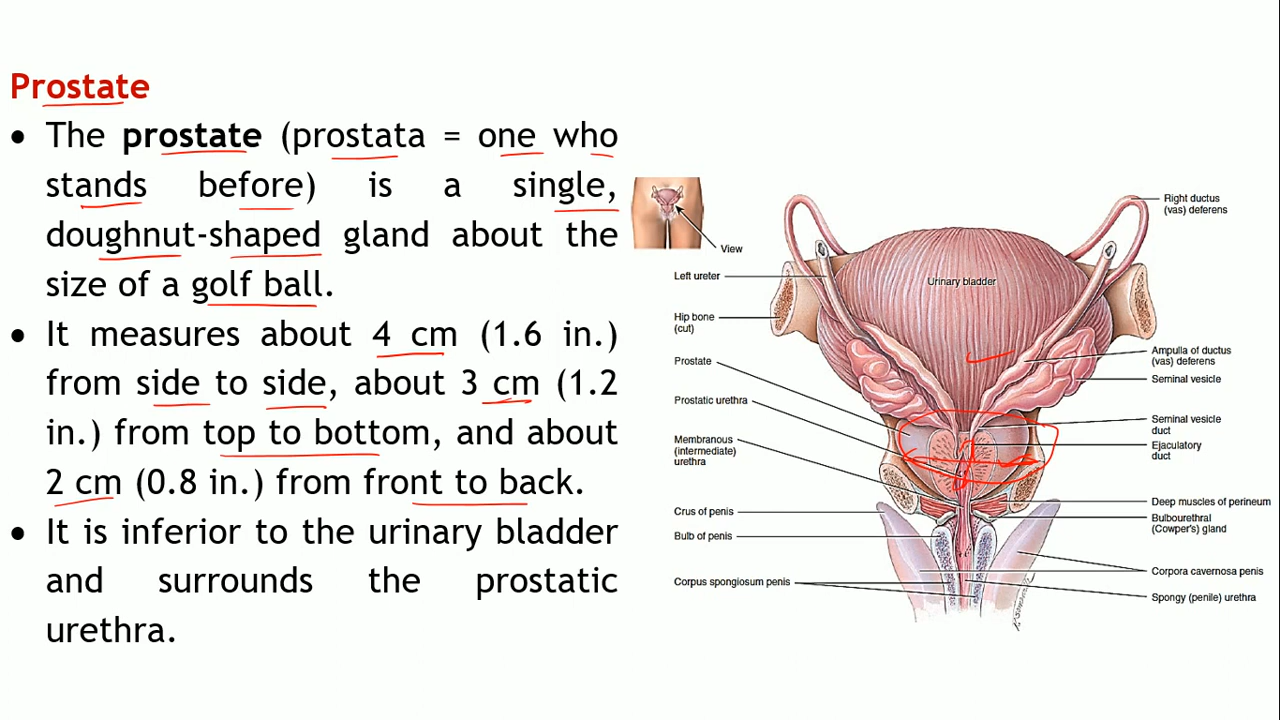 Prostate
• The prostate (prostata = one who
stands before) is a single,
doughnut-shaped gland about the
size of a golf ball.
• It measures about 4 cm (1.6 in.)
from side to side, about 3 cm (1.2
in.) from top to bottom, and about
2 cm (0.8 in.) from front to back.
• It is inferior to the urinary bladder
and surrounds the prostatic
urethra.
View
Left ureter
Hip bone
(cut)
Prostate
Prostatic urethra
Membranous
(intermediate)
urethra
Crus of penis
Bulb of penis
Corpus spongiosum penis
Urinary bladder
Right ductus
(vas) deferens
Ampulla of ductus
(vas) deferens
Seminal vesicle
Seminal vesicle
duct
Ejaculatory
duct
Deep muscles of perineum
Bulbourethral
(Cowper's) gland
Corpora cavernosa penis
Spongy (penile) urethra